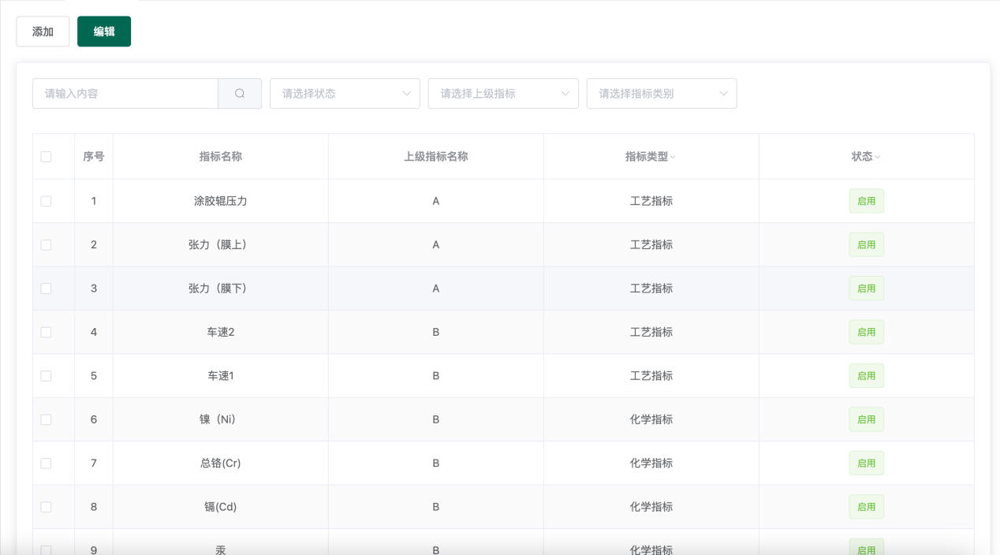 添加 编辑
请输入内容 请选择状态 请选择上级指标 请选择指标类别
序号 指标名称 上级指标名称 指标类型 状态
1 涂胶辊压力 A 工艺指标 启用
2 张力（膜上） A 工艺指标 启用
3 张力（膜下） A 工艺指标 启用
4 车速2 B 工艺指标 启用
5 车速1 B 工艺指标 启用
6 镍（Ni） B 化学指标 启用
7 总铬(Cr) B 化学指标 启用
8 镉(Cd) B 化学指标 启用
9 汞 B 化学指标 启用